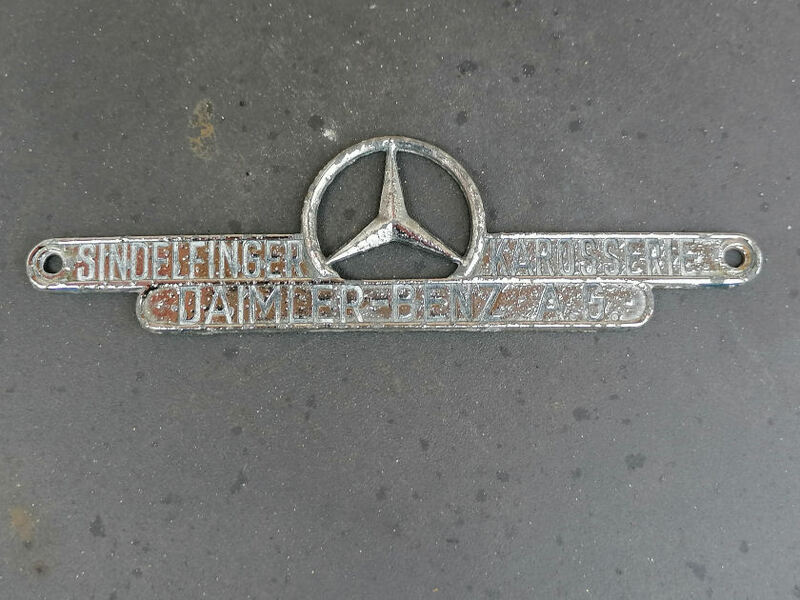 SINDELFINGER KAROSSERIE
DAIMLER-BENZ A.G.